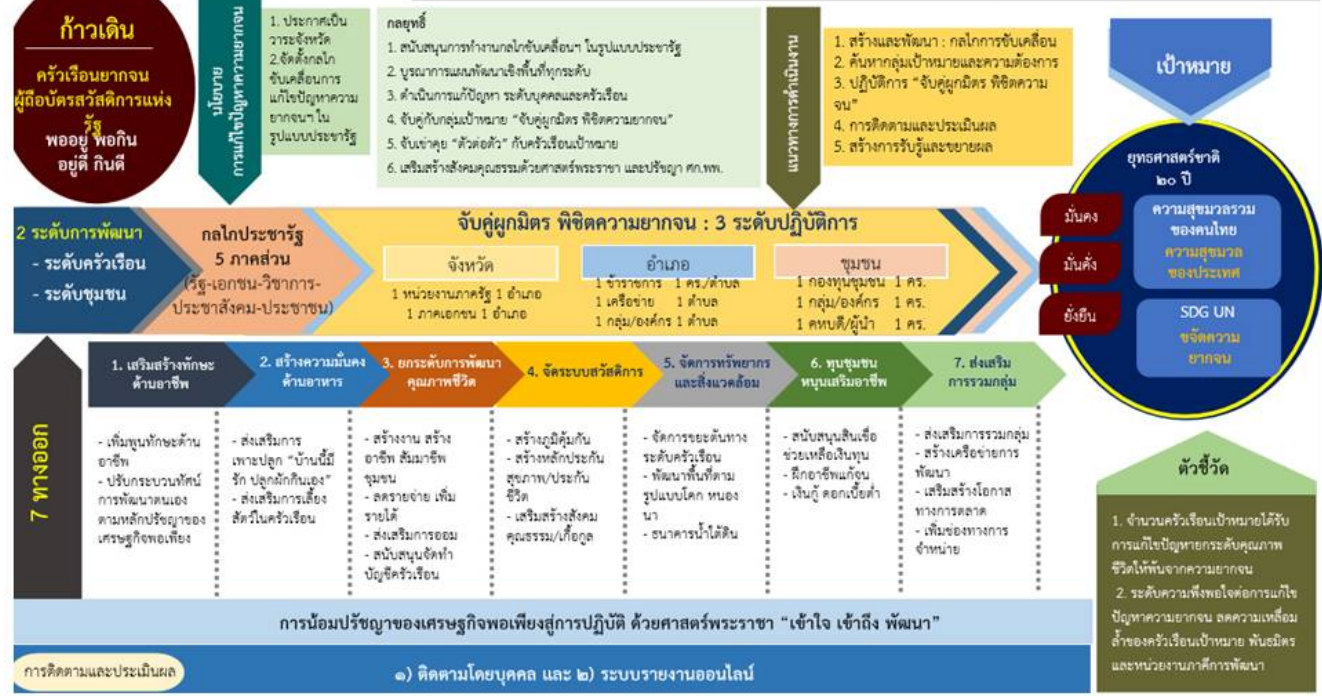 ก้าวเดิน
ครัวเรือนยากจน
ผู้ถือบัตรสวัสดิการแห่ง
รัฐ
พออยู่ พอกิน
อยู่ดี กินดี
นโยบาย
การแก้ไขปัญหาความยากจน
1. ประกาศเป็น
วาระจังหวัด
2.จัดตั้งกลไก
ขับเคลื่อนการ
แก้ไขปัญหาความ
ยากจนฯ ใน
รูปแบบประชารัฐ
กลยุทธ์
1. สนับสนุนการทำงานกลไกขับเคลื่อนฯ ในรูปแบบประชารัฐ
2. บูรณาการแผนพัฒนาเชิงพื้นที่ทุกระดับ
3. ดำเนินการแก้ปัญหา ระดับบุคคลและครัวเรือน
4. จับคู่กับกลุ่มเป้าหมาย “จับคู่ผูกมิตร พิชิตความยากจน”
5. จับเข่าคุย “ตัวต่อตัว” กับครัวเรือนเป้าหมาย
6. เสริมสร้างสังคมคุณธรรมด้วยศาสตร์พระราชา และปรัชญา ศก.พพ.
แนวทางการดำเนินงาน
1. สร้างและพัฒนา : กลไกการขับเคลื่อน
2. ค้นหากลุ่มเป้าหมายและความต้องการ
3. ปฏิบัติการ “จับคู่ผูกมิตร พิชิตความ
จน”
4. การติดตามและประเมินผล
5. สร้างการรับรู้และขยายผล
เป้าหมาย
ยุทธศาสตร์ชาติ
๒๐ ปี
มั่นคง
มั่งคั่ง
ยั่งยืน
ความสุขมวลรวม
ของคนไทย
ความสุขมวล
ของประเทศ
SDG UN
ขจัดความ
ยากจน
2 ระดับการพัฒนา
- ระดับครัวเรือน
- ระดับชุมชน
กลไกประชารัฐ
5 ภาคส่วน
(รัฐ-เอกชน-วิชาการ-
ประชาสังคม-ประชาชน)
จับคู่ผูกมิตร พิชิตความยากจน : 3 ระดับปฏิบัติการ
จังหวัด
1 หน่วยงานภาครัฐ 1 อำเภอ
1 ภาคเอกชน 1 อำเภอ
อำเภอ
1 ข้าราชการ 1 คร./ตำบล
1 เครือข่าย 1 ตำบล
1 กลุ่ม/องค์กร 1 ตำบล
ชุมชน
1 กองทุนชุมชน 1 คร.
1 กลุ่ม/องค์กร 1 คร.
1 คหบดี/ผู้นำ 1 คร.
7 ทางออก
1. เสริมสร้างทักษะ
ด้านอาชีพ
- เพิ่มพูนทักษะด้าน
อาชีพ
- ปรับกระบวนทัศน์
การพัฒนาตนเอง
ตามหลักปรัชญาของ
เศรษฐกิจพอเพียง
2. สร้างความมั่นคง
ด้านอาหาร
- ส่งเสริมการ
เพาะปลูก “บ้านนี้มี
รัก ปลูกผักกินเอง”
- ส่งเสริมการเลี้ยง
สัตว์ในครัวเรือน
3. ยกระดับการพัฒนา
คุณภาพชีวิต
- สร้างงาน สร้าง
อาชีพ สัมมาชีพ
ชุมชน
- ลดรายจ่าย เพิ่ม
รายได้
- ส่งเสริมการออม
- สนับสนุนจัดทำ
บัญชีครัวเรือน
4. จัดระบบสวัสดิการ
- สร้างภูมิคุ้มกัน
- สร้างหลักประกัน
สุขภาพ/ประกัน
ชีวิต
- เสริมสร้างสังคม
คุณธรรม/เกื้อกูล
5. จัดการทรัพยากร
และสิ่งแวดล้อม
- จัดการขยะต้นทาง
ระดับครัวเรือน
- พัฒนาพื้นที่ตาม
รูปแบบโคก หนอง
นา
- ธนาคารน้ำใต้ดิน
6. ทุนชุมชน
หนุนเสริมอาชีพ
- สนับสนุนสินเชื่อ
ช่วยเหลือเงินทุน
- ฝึกอาชีพแก้จน
- เงินกู้ ดอกเบี้ยต่ำ
7. ส่งเสริม
การรวมกลุ่ม
- ส่งเสริมการรวมกลุ่ม
- สร้างเครือข่ายการ
พัฒนา
- เสริมสร้างโอกาส
ทางการตลาด
- เพิ่มช่องทางการ
จำหน่าย
ตัวชี้วัด
1. จำนวนครัวเรือนเป้าหมายได้รับ
การแก้ไขปัญหายกระดับคุณภาพ
ชีวิตให้พ้นจากความยากจน
2. ระดับความพึงพอใจต่อการแก้ไข
ปัญหาความยากจน ลดความเหลื่อม
ล้ำของครัวเรือนเป้าหมาย พันธมิตร
และหน่วยงานภาคีการพัฒนา
การน้อมปรัชญาของเศรษฐกิจพอเพียงสู่การปฏิบัติ ด้วยศาสตร์พระราชา “เข้าใจ เข้าถึง พัฒนา”
การติดตามและประเมินผล
๑) ติดตามโดยบุคคล และ ๒) ระบบรายงานออนไลน์